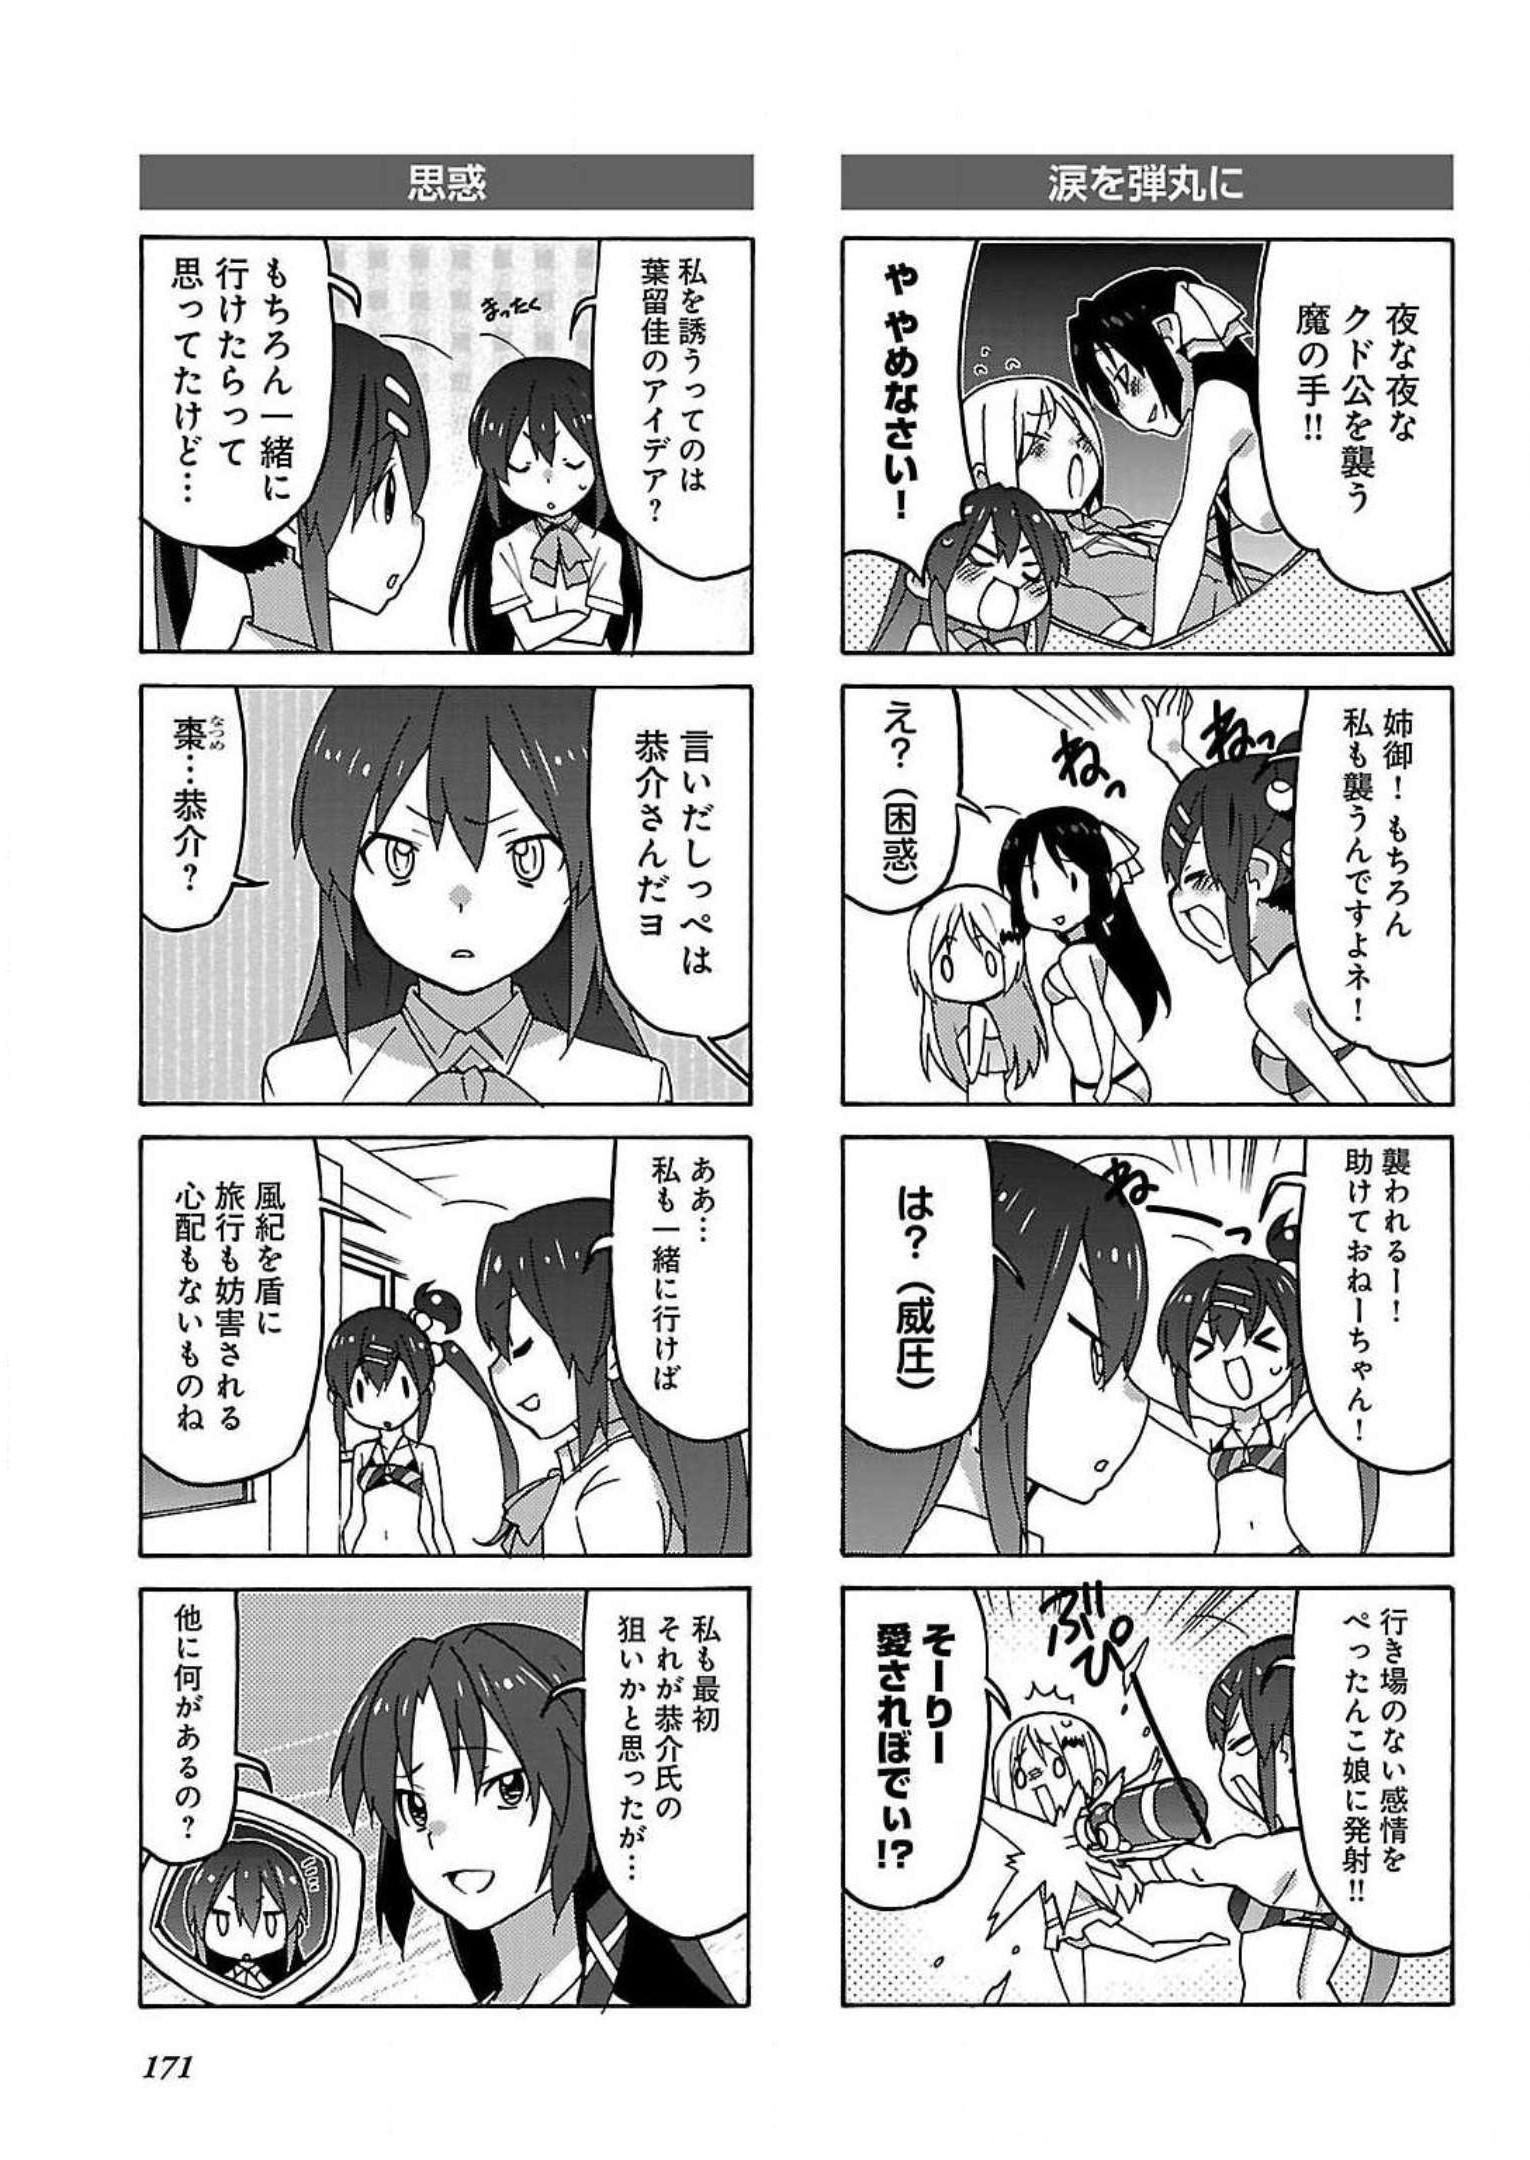 涙を弾丸に
夜な夜な
クド公を襲う
魔の手!!
や やめなさい!
姉御!もちろん
私も襲うんですよネ!
ねっ
ねっ
え?(困惑)
襲われるー!
助けておねーちゃん!
ねーっ
は?(威圧)
行き場のない感情を
ぺったんこ娘に発射!!
ぶぴ
そーりー
愛されぼでぃ!?
思惑
私を誘うってのは
葉留佳のアイデア?
まったく
もちろん一緒に
行けたらって
思ってたけど…
言いだしっぺは
恭介さんだヨ
棗…恭介?
なつめ
ああ…
私も一緒に行けば
風紀を盾に
旅行も妨害される
心配もないものね
私も最初
それが恭介氏の
狙いかと思ったが…
他に何があるの?
171